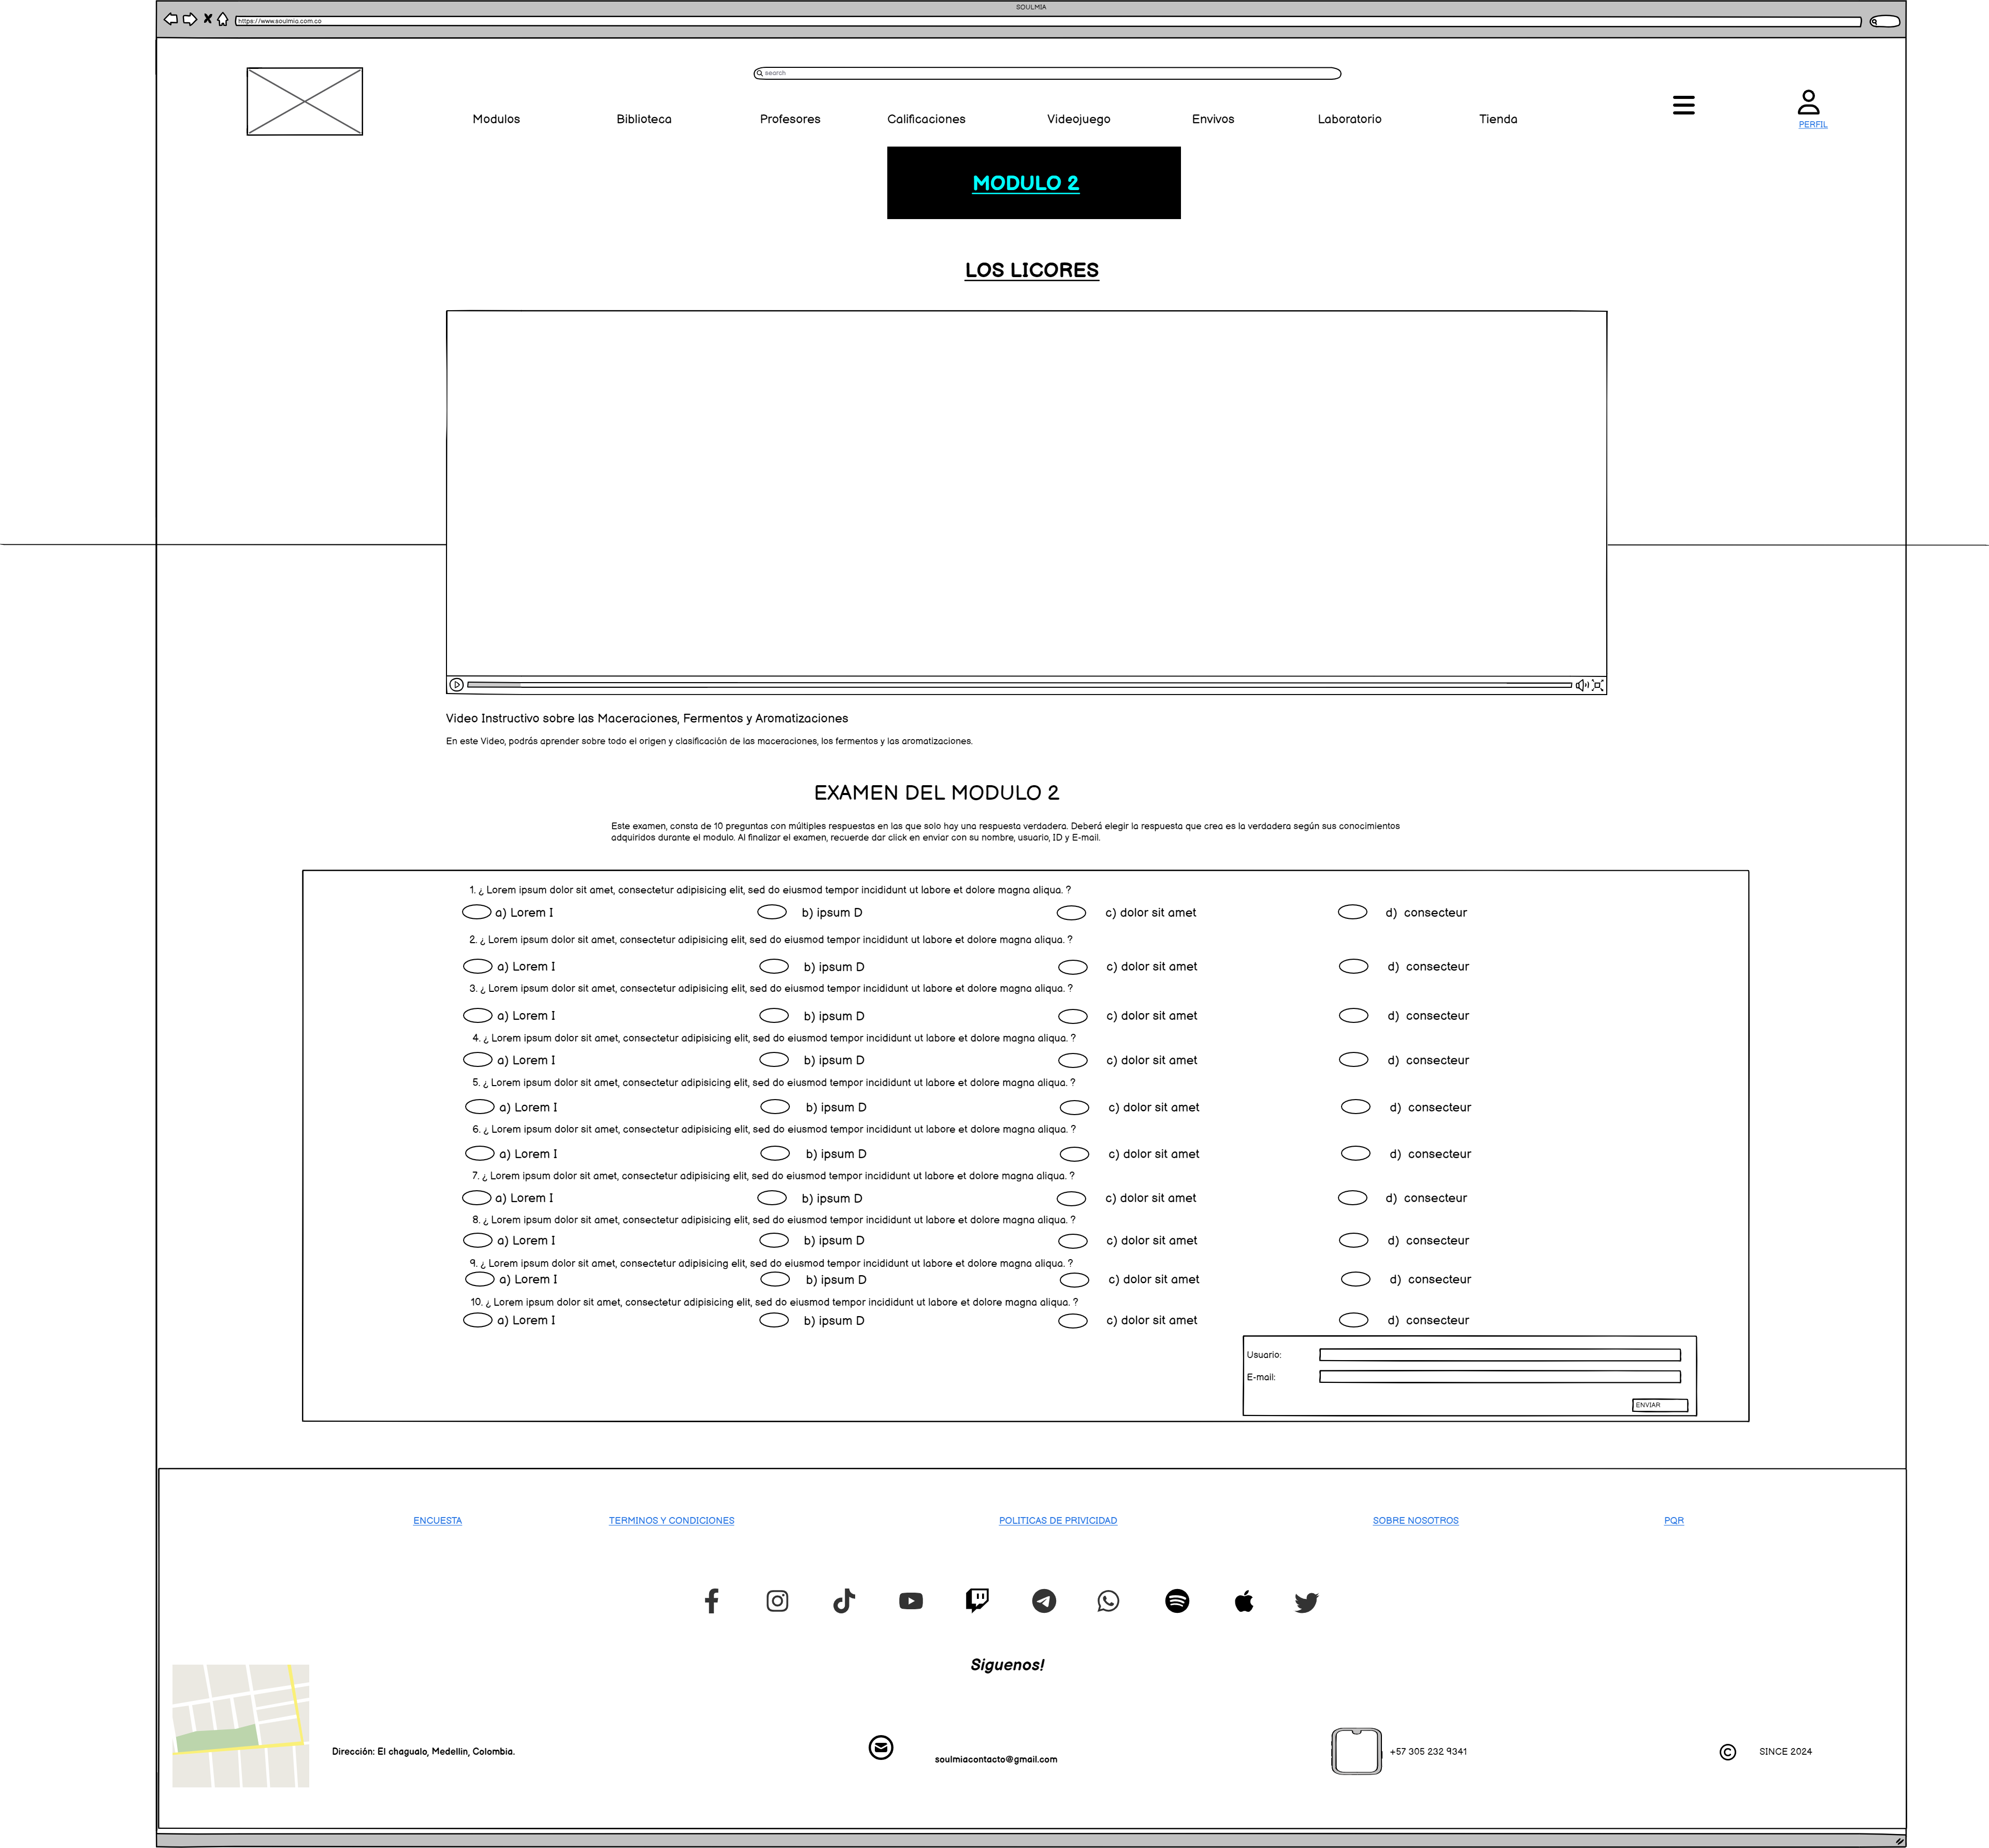 SOULMIA
https://www.soulmia.com.co
search
Modulos Biblioteca Profesores Calificaciones Videojuego Envivos Laboratorio Tienda
PERFIL
MODULO 2
LOS LICORES
Video Instructivo sobre las Maceraciones, Fermentos y Aromatizaciones
En este Video, podrás aprender sobre todo el origen y clasificación de las maceraciones, los fermentos y las aromatizaciones.
EXAMEN DEL MODULO 2
Este examen, consta de 10 preguntas con múltiples respuestas en las que solo hay una respuesta verdadera. Deberá elegir la respuesta que crea es la verdadera según sus conocimientos
adquiridos durante el modulo. Al finalizar el examen, recuerde dar click en enviar con su nombre, usuario, ID y E-mail.
1. ¿ Lorem ipsum dolor sit amet, consectetur adipisicing elit, sed do eiusmod tempor incididunt ut labore et dolore magna aliqua. ?
a) Lorem I b) ipsum D c) dolor sit amet d) consecteur
2. ¿ Lorem ipsum dolor sit amet, consectetur adipisicing elit, sed do eiusmod tempor incididunt ut labore et dolore magna aliqua. ?
a) Lorem I b) ipsum D c) dolor sit amet d) consecteur
3. ¿ Lorem ipsum dolor sit amet, consectetur adipisicing elit, sed do eiusmod tempor incididunt ut labore et dolore magna aliqua. ?
a) Lorem I b) ipsum D c) dolor sit amet d) consecteur
4. ¿ Lorem ipsum dolor sit amet, consectetur adipisicing elit, sed do eiusmod tempor incididunt ut labore et dolore magna aliqua. ?
a) Lorem I b) ipsum D c) dolor sit amet d) consecteur
5. ¿ Lorem ipsum dolor sit amet, consectetur adipisicing elit, sed do eiusmod tempor incididunt ut labore et dolore magna aliqua. ?
a) Lorem I b) ipsum D c) dolor sit amet d) consecteur
6. ¿ Lorem ipsum dolor sit amet, consectetur adipisicing elit, sed do eiusmod tempor incididunt ut labore et dolore magna aliqua. ?
a) Lorem I b) ipsum D c) dolor sit amet d) consecteur
7. ¿ Lorem ipsum dolor sit amet, consectetur adipisicing elit, sed do eiusmod tempor incididunt ut labore et dolore magna aliqua. ?
a) Lorem I b) ipsum D c) dolor sit amet d) consecteur
8. ¿ Lorem ipsum dolor sit amet, consectetur adipisicing elit, sed do eiusmod tempor incididunt ut labore et dolore magna aliqua. ?
a) Lorem I b) ipsum D c) dolor sit amet d) consecteur
9. ¿ Lorem ipsum dolor sit amet, consectetur adipisicing elit, sed do eiusmod tempor incididunt ut labore et dolore magna aliqua. ?
a) Lorem I b) ipsum D c) dolor sit amet d) consecteur
10. ¿ Lorem ipsum dolor sit amet, consectetur adipisicing elit, sed do eiusmod tempor incididunt ut labore et dolore magna aliqua. ?
a) Lorem I b) ipsum D c) dolor sit amet d) consecteur
Usuario:
E-mail:
ENVIAR
ENCUESTA TERMINOS Y CONDICIONES POLITICAS DE PRIVICIDAD SOBRE NOSOTROS PQR
Siguenos!
Dirección: El chagualo, Medellin, Colombia. soulmiacontacto@gmail.com +57 305 232 9341 © SINCE 2024